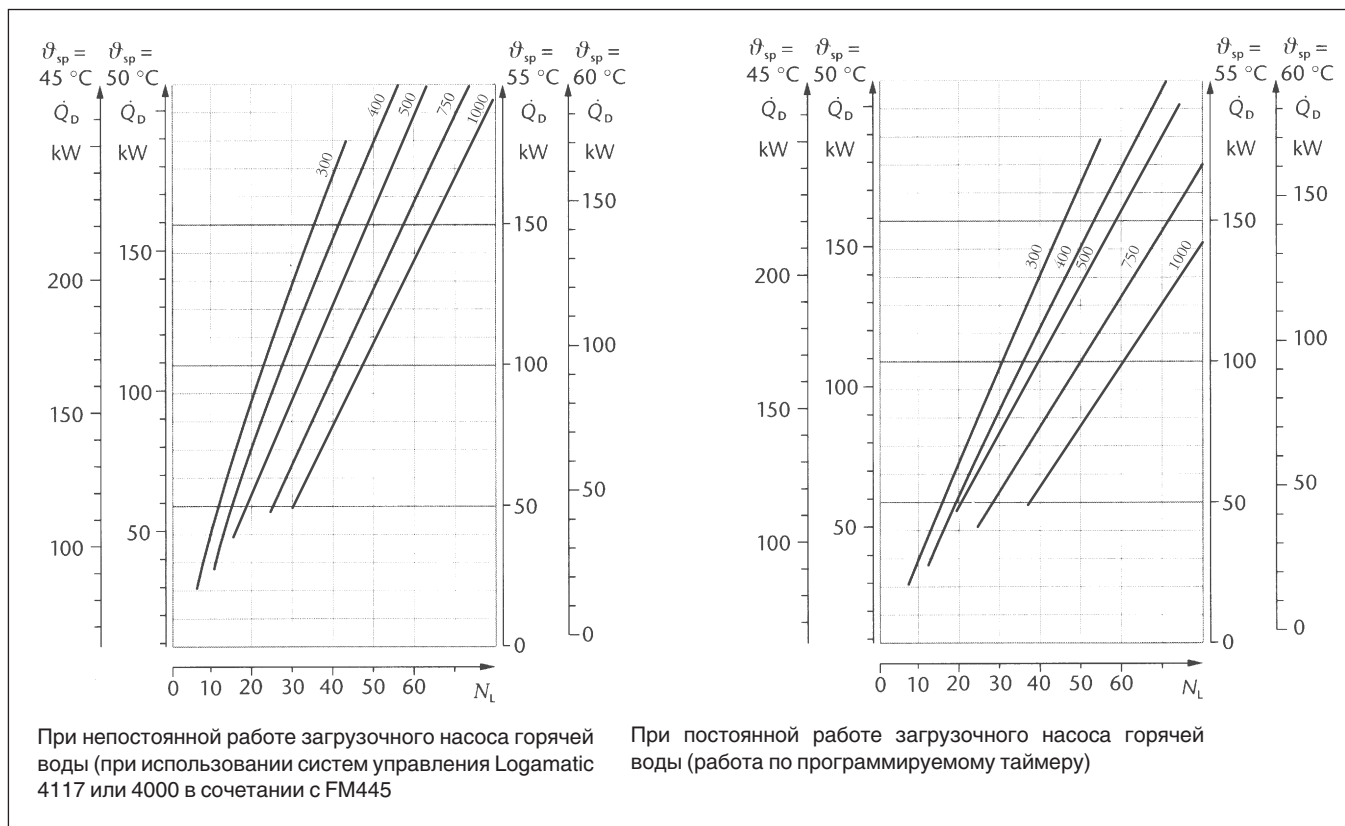 ϑsp = ϑsp = ϑsp = ϑsp =
45 °C 50 °C 55 °C 60 °C
Q̇D Q̇D Q̇D Q̇D
kW kW kW kW
200
150
100
150
100
50
300
400
500
750
1000
150
100
50
0
150
100
50
0
0 10 20 30 40 50 60 NL
При непостоянной работе загрузочного насоса горячей
воды (при использовании систем управления Logamatic
4117 или 4000 в сочетании с FM445
ϑsp = ϑsp = ϑsp = ϑsp =
45 °C 50 °C 55 °C 60 °C
Q̇D Q̇D Q̇D Q̇D
kW kW kW kW
200
150
100
150
100
50
300
400
500
750
1000
150
100
50
0
150
100
50
0
0 10 20 30 40 50 60 NL
При постоянной работе загрузочного насоса горячей
воды (работа по программируемому таймеру)